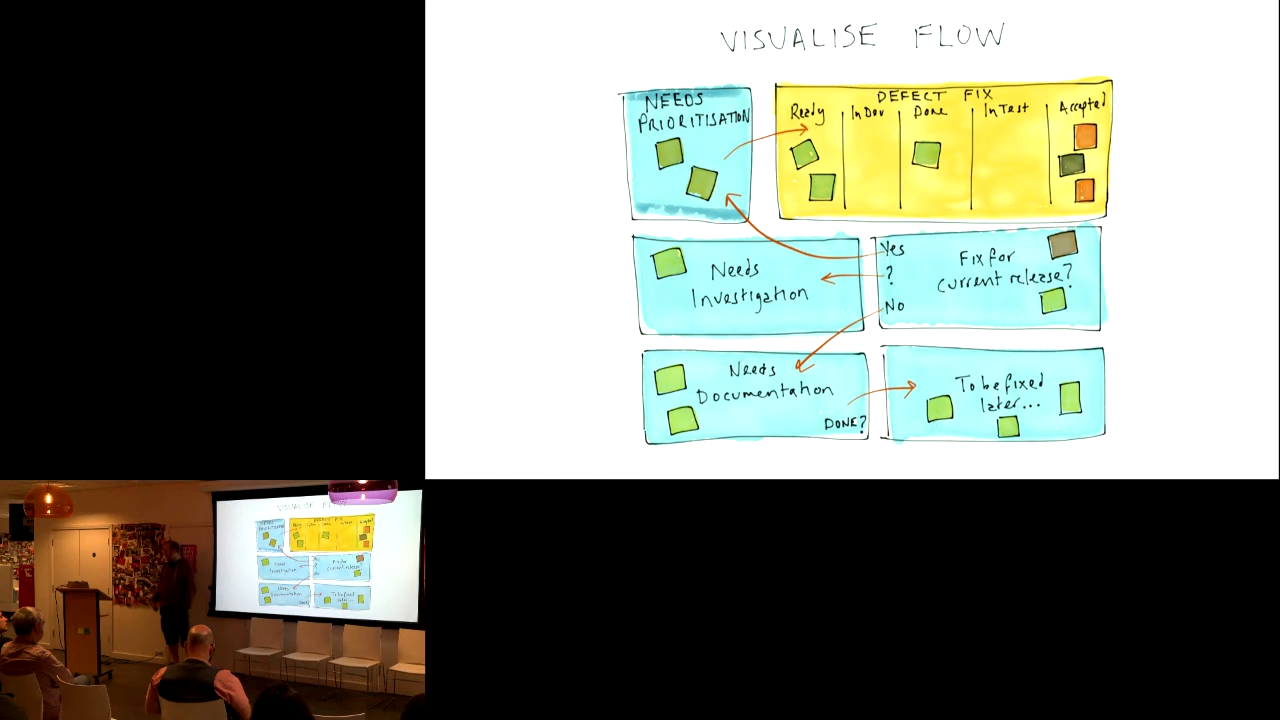 VISUALISE FLOW
NEEDS
PRIORITISATION
DEFECT FIX
Ready
In Dev
Done
In Test
Accepted
Needs
Investigation
Yes
?
No
Fix for
current release?
Needs
Documentation
DONE?
To be fixed
later...